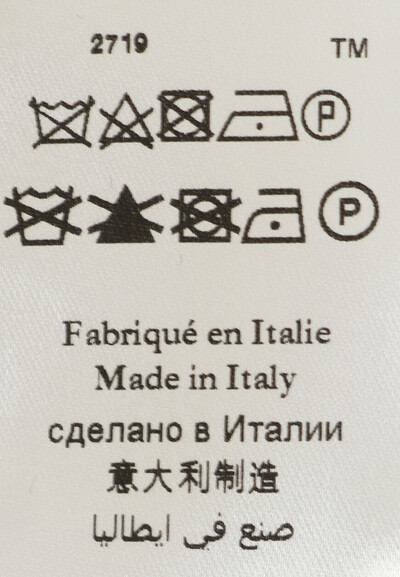 2719 TM
P
P
Fabriqué en Italie
Made in Italy
сделано в Италии
意大利制造
صنع في ايطاليا